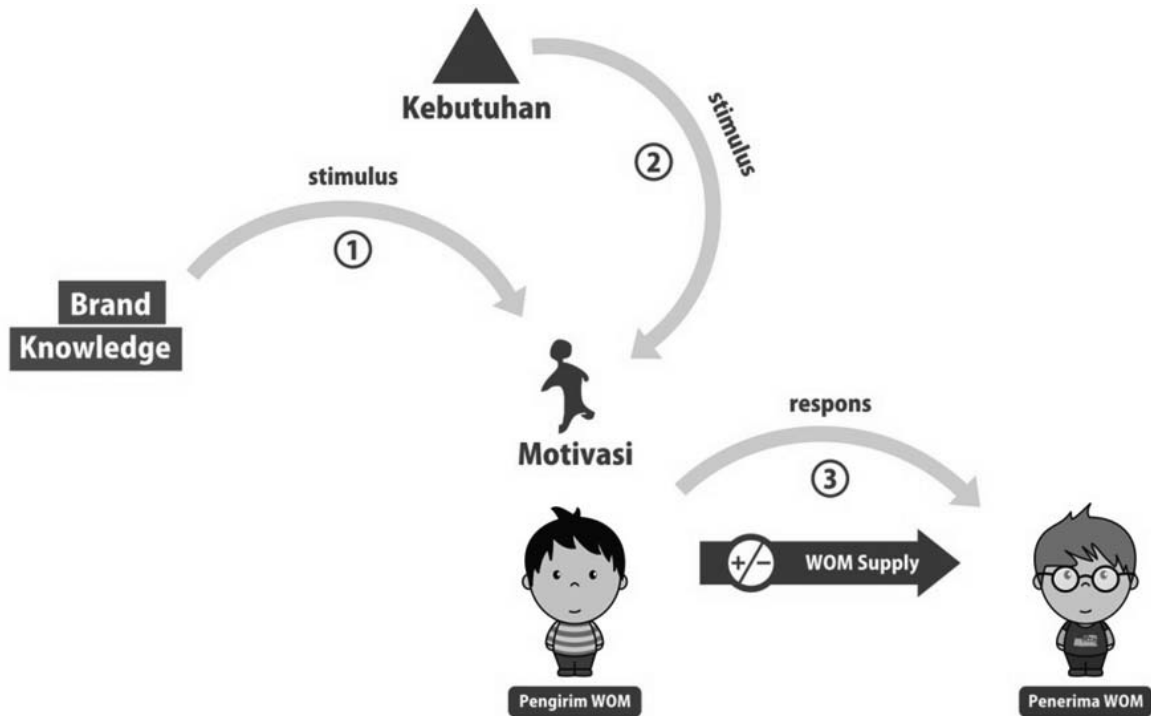 Kebutuhan
stimulus
②
stimulus
①
Brand
Knowledge
Motivasi
respons
③
+/−
WOM Supply
Pengirim WOM
Penerima WOM